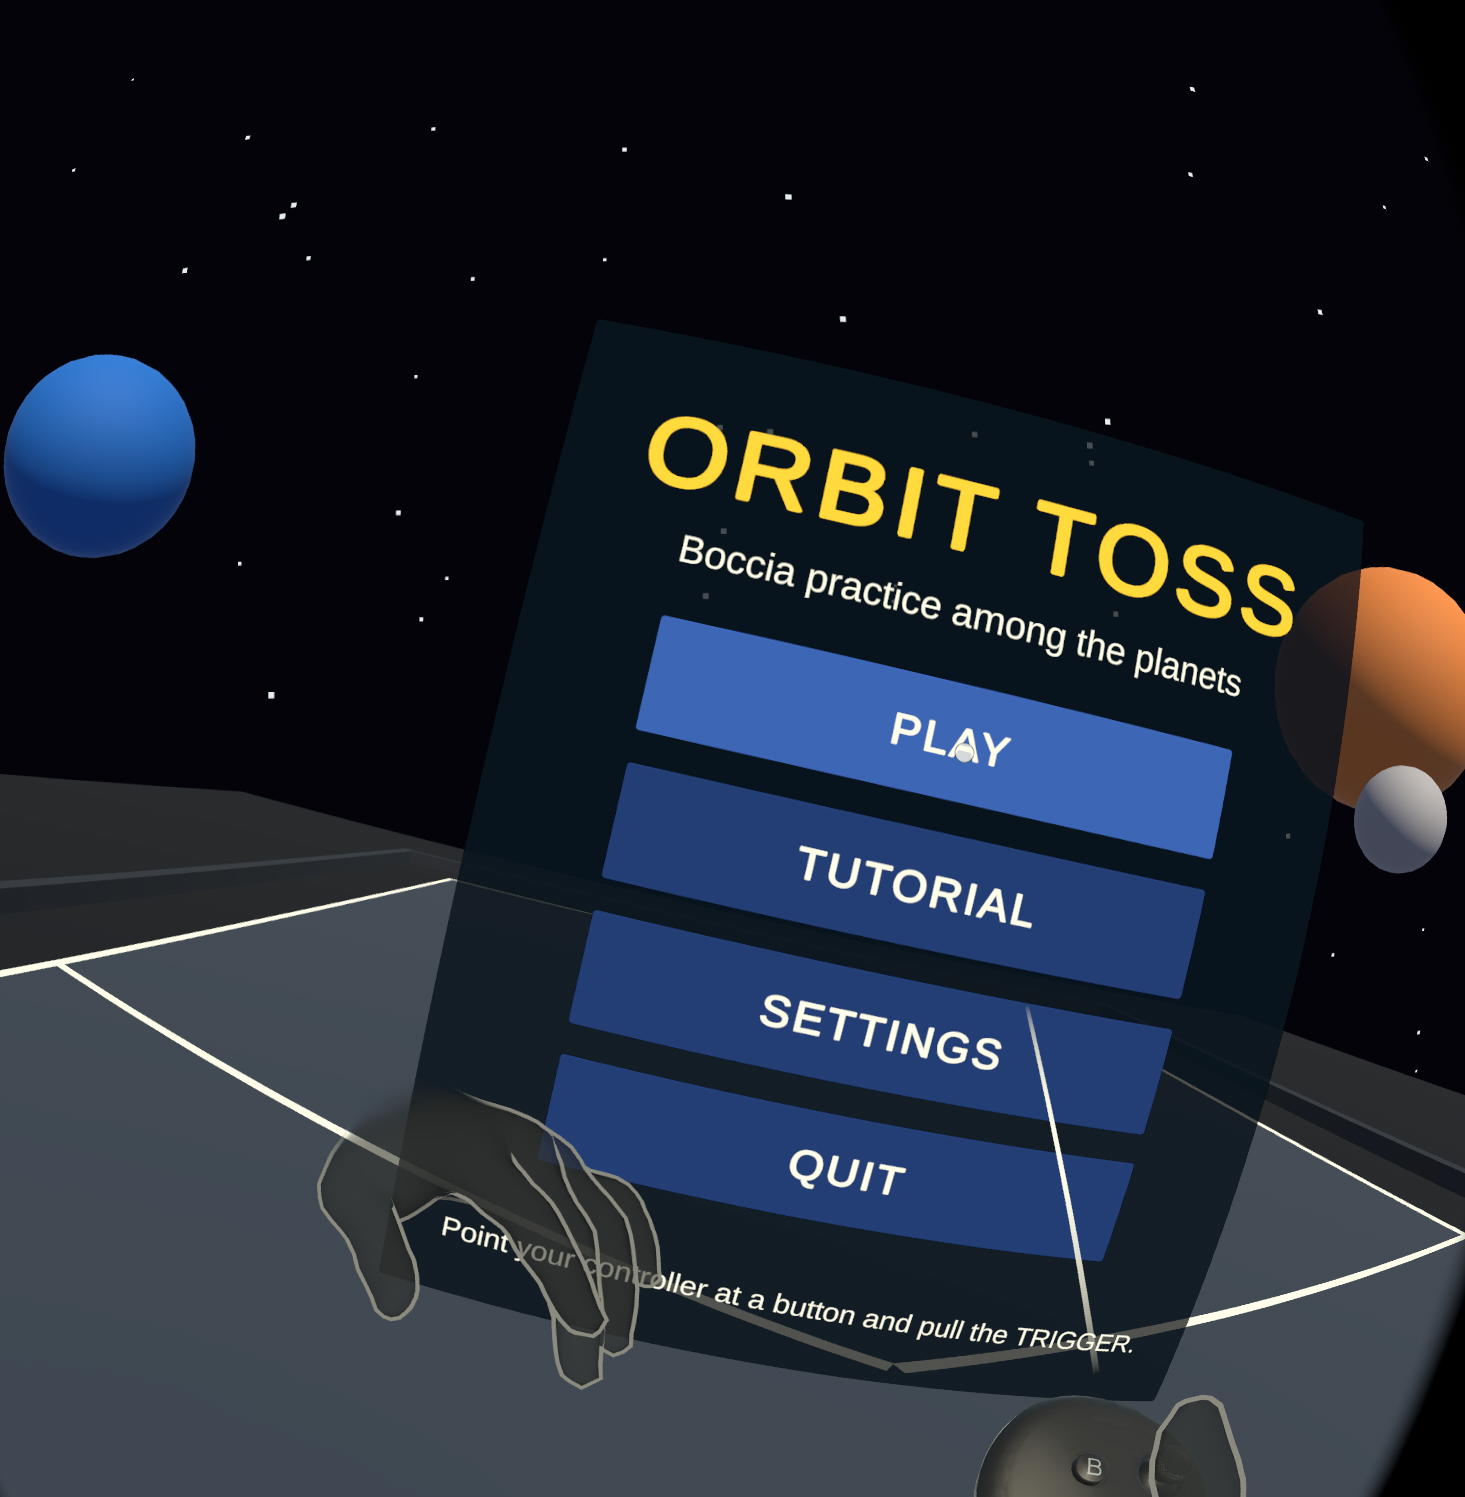 ORBIT TOSS
Boccia practice among the planets
PLAY
TUTORIAL
SETTINGS
QUIT
Point your controller at a button and pull the TRIGGER.
B